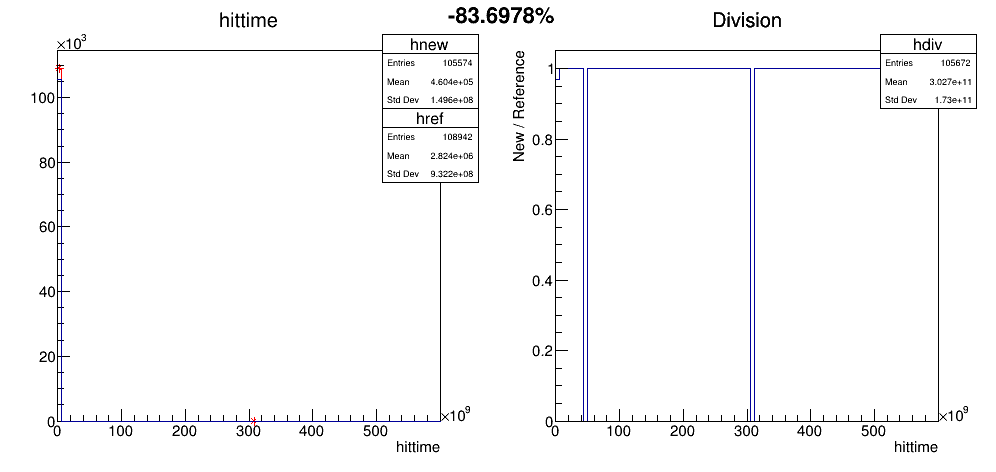 -83.6978%
hittime
×10³
hnew
Entries 105574
Mean 4.604e+05
Std Dev 1.496e+08
href
Entries 108942
Mean 2.824e+06
Std Dev 9.322e+08
100
80
60
40
20
0
0 100 200 300 400 500
×10⁹
hittime
Division
hdiv
Entries 105672
Mean 3.027e+11
Std Dev 1.73e+11
New / Reference
1
0.8
0.6
0.4
0.2
0
0 100 200 300 400 500
×10⁹
hittime